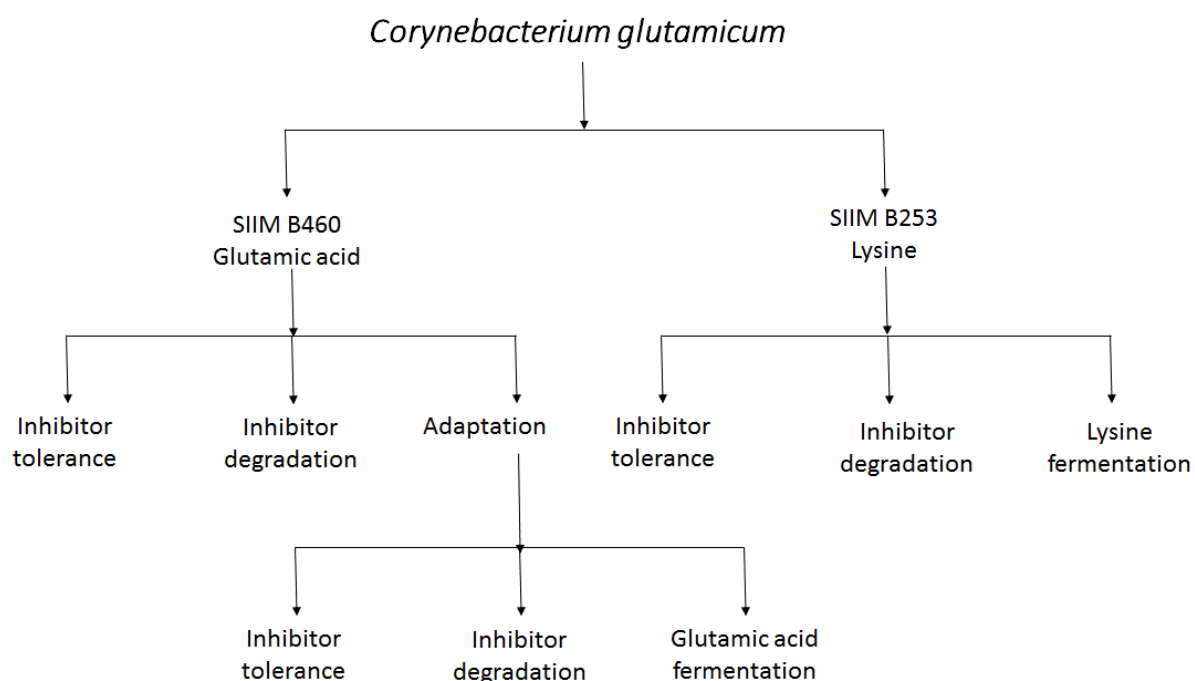 Corynebacterium glutamicum
SIIM B460
Glutamic acid
SIIM B253
Lysine
Inhibitor
tolerance
Inhibitor
degradation
Adaptation
Inhibitor
tolerance
Inhibitor
degradation
Lysine
fermentation
Inhibitor
tolerance
Inhibitor
degradation
Glutamic acid
fermentation